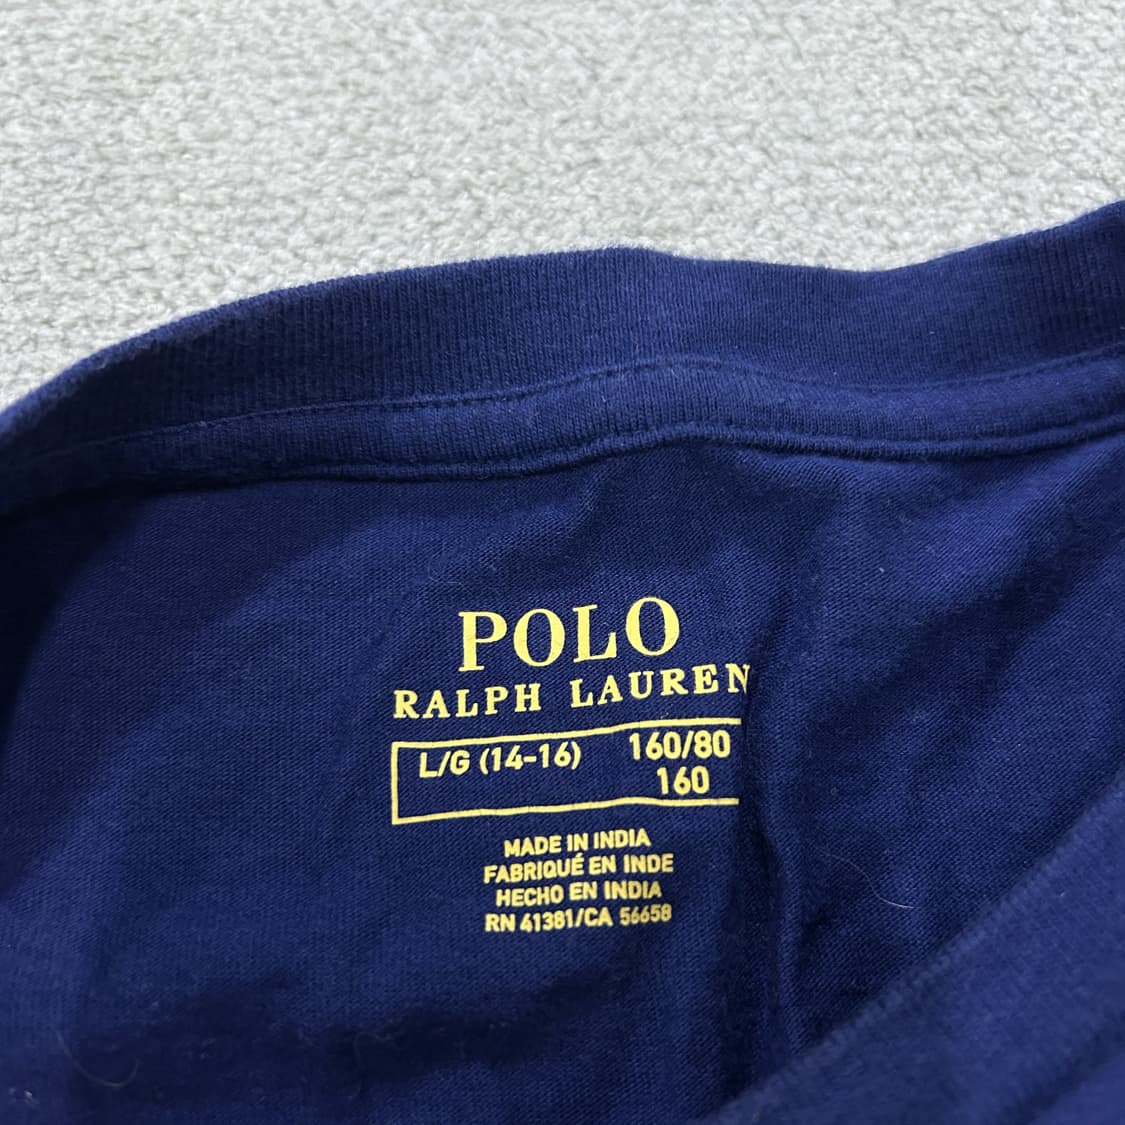 POLO
RALPH LAUREN
L/G (14-16) 160/80
160
MADE IN INDIA
FABRIQUÉ EN INDE
HECHO EN INDIA
RN 41381/CA 56658